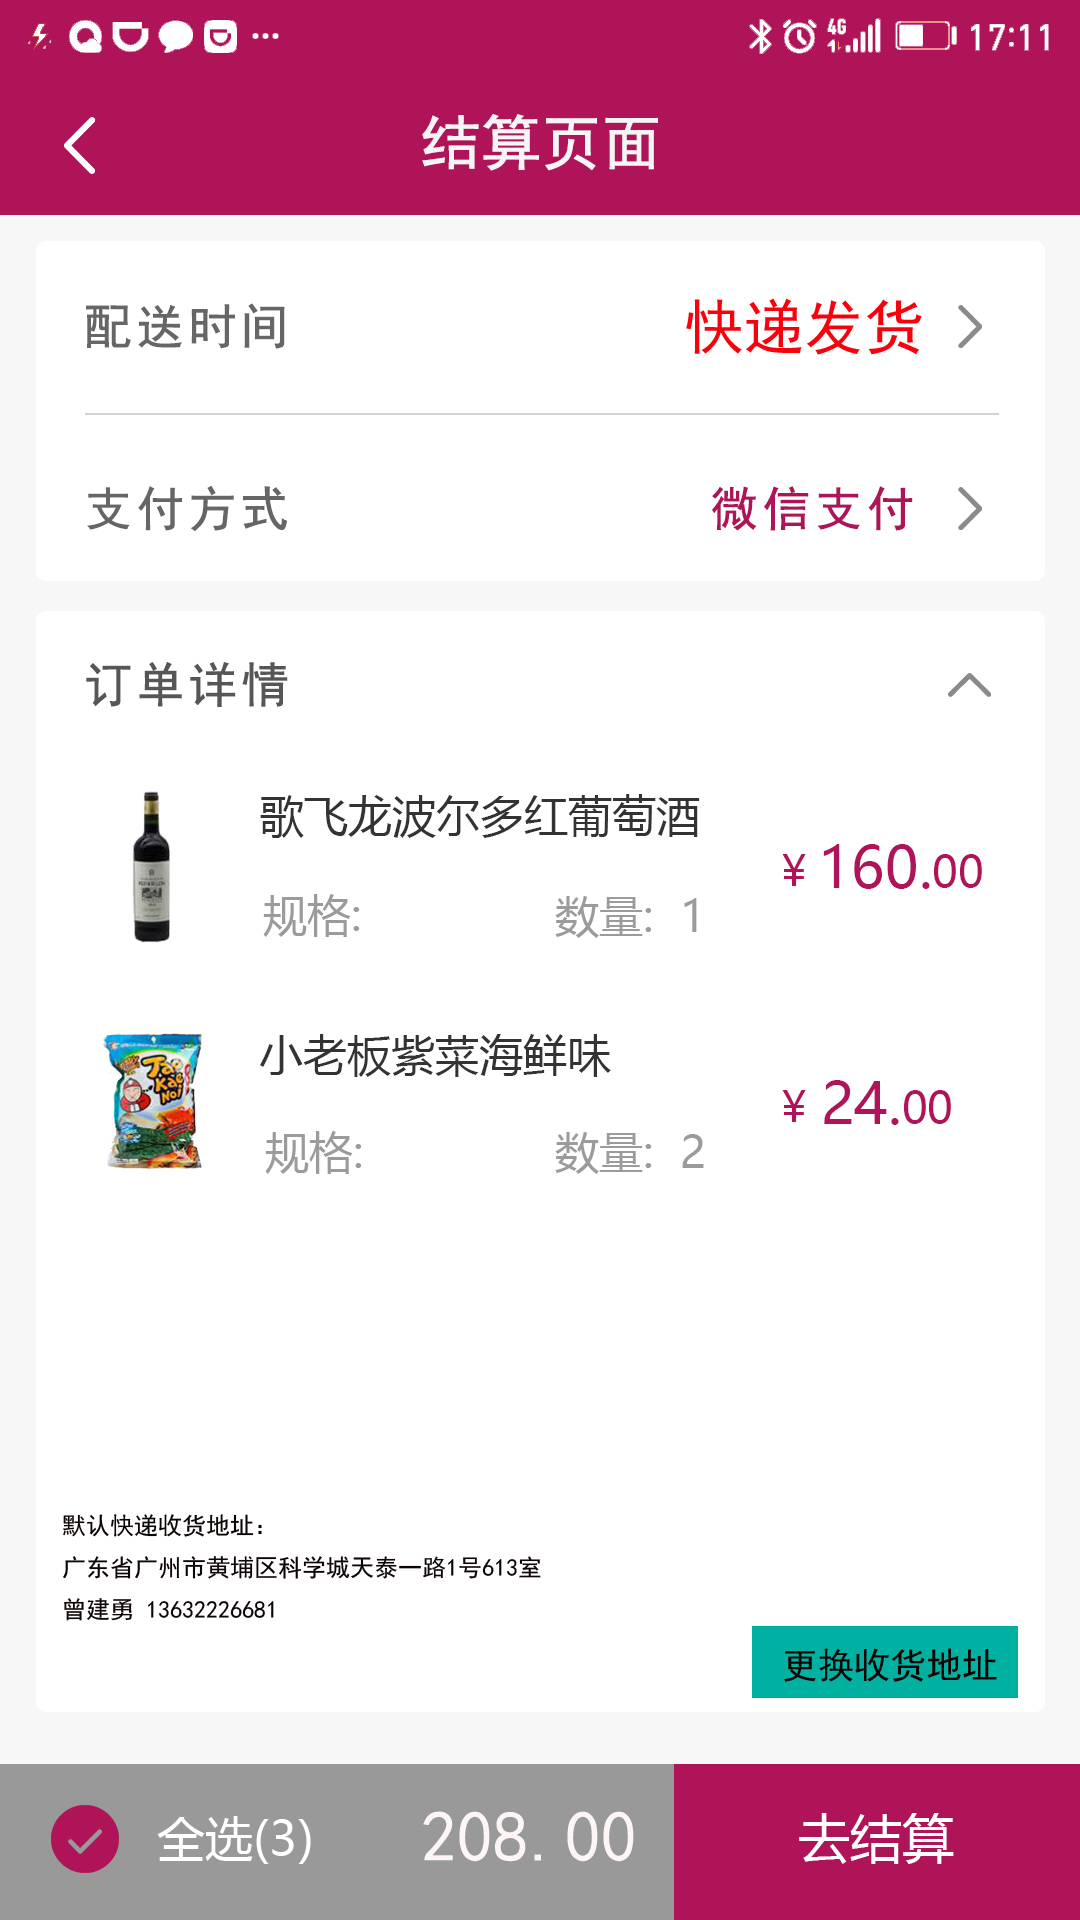 4G 17:11
结算页面
配送时间 快递发货
支付方式 微信支付
订单详情
歌飞龙波尔多红葡萄酒
¥ 160.00
规格: 数量: 1
小老板紫菜海鲜味
TaoKaeNoi
¥ 24.00
规格: 数量: 2
默认快递收货地址:
广东省广州市黄埔区科学城天泰一路1号613室
曾建勇 13632226681
更换收货地址
全选(3) 208.00 去结算